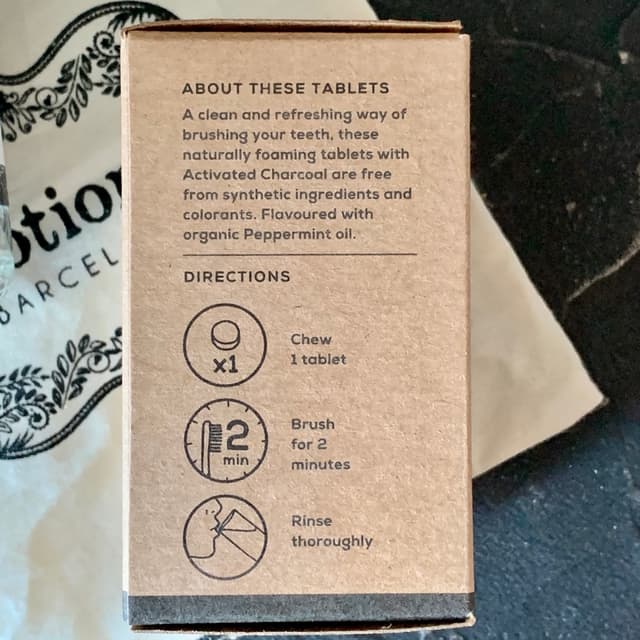 ABOUT THESE TABLETS
A clean and refreshing way of
brushing your teeth, these
naturally foaming tablets with
Activated Charcoal are free
from synthetic ingredients and
colorants. Flavoured with
organic Peppermint oil.
DIRECTIONS
x1
Chew
1 tablet
2
min
Brush
for 2
minutes
Rinse
thoroughly